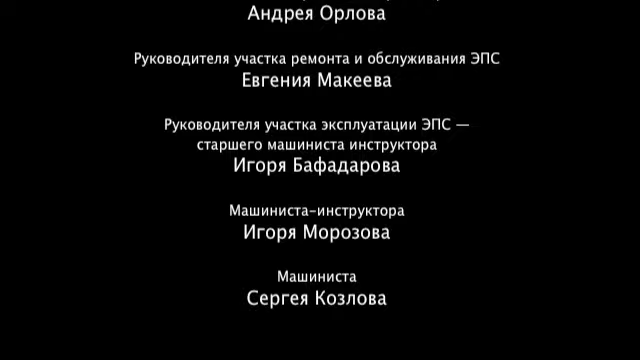 Андрея Орлова
Руководителя участка ремонта и обслуживания ЭПС
Евгения Макеева
Руководителя участка эксплуатации ЭПС —
старшего машиниста инструктора
Игоря Бафадарова
Машиниста-инструктора
Игоря Морозова
Машиниста
Сергея Козлова